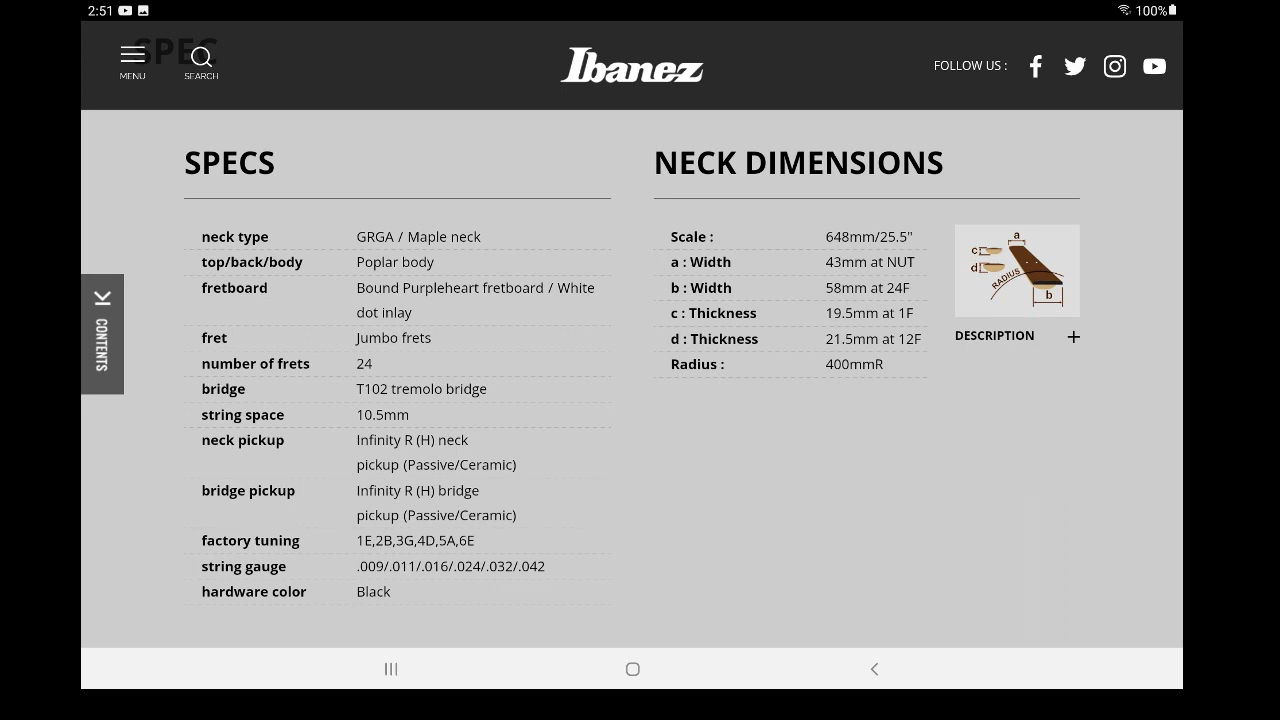 2:51
100%
SPEC
MENU
SEARCH
Ibanez
FOLLOW US :
SPECS
neck type GRGA / Maple neck
top/back/body Poplar body
fretboard Bound Purpleheart fretboard / White
dot inlay
fret Jumbo frets
number of frets 24
bridge T102 tremolo bridge
string space 10.5mm
neck pickup Infinity R (H) neck
pickup (Passive/Ceramic)
bridge pickup Infinity R (H) bridge
pickup (Passive/Ceramic)
factory tuning 1E,2B,3G,4D,5A,6E
string gauge .009/.011/.016/.024/.032/.042
hardware color Black
NECK DIMENSIONS
Scale : 648mm/25.5"
a : Width 43mm at NUT
b : Width 58mm at 24F
c : Thickness 19.5mm at 1F
d : Thickness 21.5mm at 12F
Radius : 400mmR
a
c
d
RADIUS
b
DESCRIPTION +
CONTENTS